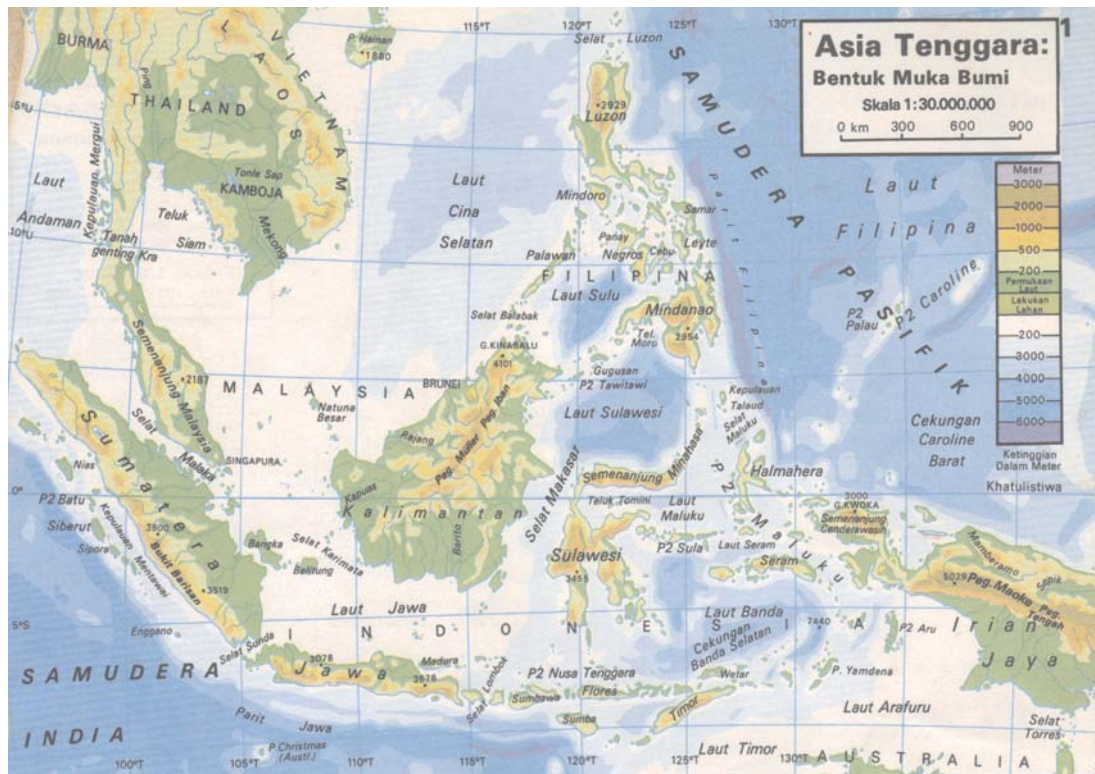 1
Asia Tenggara:
Bentuk Muka Bumi
Skala 1:30.000.000
0 km 300 600 900
Meter
3000
2000
1000
500
200
Permukaan
Laut
Lekukan
Lahan
200
3000
4000
5000
6000
Ketinggian
Dalam Meter
Khatulistiwa
115°T
120°T
125°T
130°T
15°U
10°U
0°
5°S
100°T
105°T
110°T
115°T
120°T
125°T
130°T
BURMA
LAOS
VIETNAM
P. Hainan
1880
Ping
THAILAND
Tonle Sap
KAMBOJA
Mekong
Laut
Andaman
Kepulauan Mergui
Teluk
Siam
Tanah
genting Kra
Laut
Cina
Selatan
Selat Luzon
2929
Luzon
Mindoro
Samar
Panay
Leyte
Palawan
Negros
Cebu
FILIPINA
Laut Sulu
Mindanao
2954
Tel.
Moro
Selat Balabak
Gugusan
P2 Tawitawi
SAMUDERA PASIFIK
Parit Filipina
Laut
Filipina
P2
Palau
P2 Caroline
Cekungan
Caroline
Barat
Semenanjung Malaysia
2187
MALAYSIA
Natuna
Besar
BRUNEI
G.KINABALU
4101
Peg. Iban
Rajang
Peg. Müller
Kapuas
Kalimantan
Barito
Selat Malaka
SINGAPURA
Sumatera
Nias
P2 Batu
Siberut
Sipora
Kepulauan Mentawai
3800
Bukit Barisan
3519
Enggano
Bangka
Selat Karimata
Belitung
Laut Sulawesi
Kepulauan
Talaud
Selat
Maluku
Semenanjung Minahasa
Teluk Tomini
Laut
Maluku
Halmahera
P2 Maluku
Selat Makasar
Sulawesi
3455
P2 Sula
Laut Seram
Seram
3000
G.KWOKA
Semenanjung
Cenderawasih
Mamberamo
5029
Peg. Maoke
Sepik
Peg.
Tengah
Irian
Jaya
P2 Aru
Laut Jawa
INDONESIA
Laut Banda
Cekungan
Banda Selatan
7440
P. Yamdena
Selat Sunda
3078
Jawa
Madura
3676
Selat Lombok
P2 Nusa Tenggara
Sumbawa
Flores
Sumba
Wetar
Timor
Laut Arafuru
Selat
Torres
Laut Timor
AUSTRALIA
SAMUDERA
INDIA
Parit Jawa
P.Christmas
(Austl.)